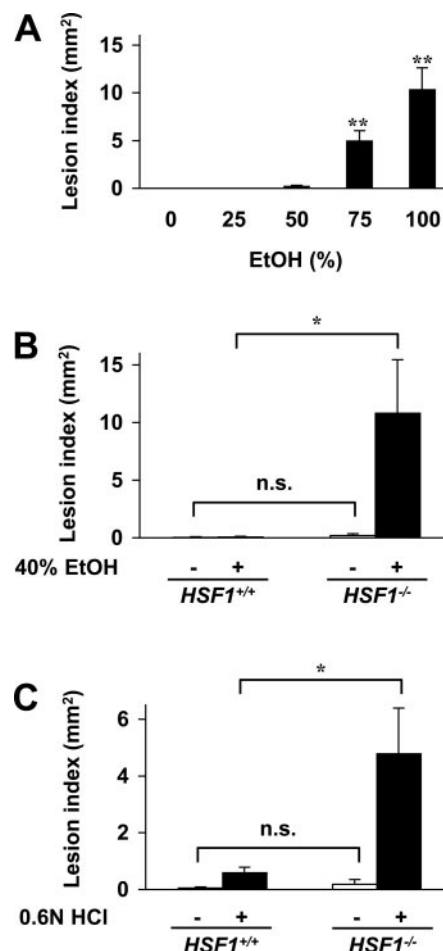 A
Lesion index (mm²)
15
10
5
0
**
**
0 25 50 75 100
EtOH (%)
B
Lesion index (mm²)
15
10
5
0
*
n.s.
40% EtOH - + - +
HSF1+/+ HSF1-/-
C
Lesion index (mm²)
6
4
2
0
*
n.s.
0.6N HCl - + - +
HSF1+/+ HSF1-/-